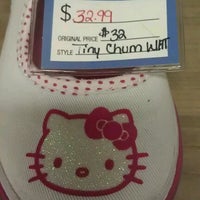 $ 32.99
ORIGINAL PRICE $32
STYLE Tiny Chum WHT